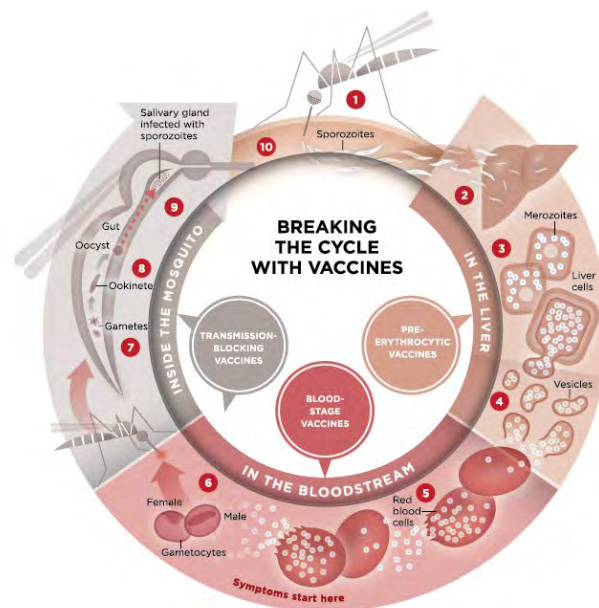 1
Salivary gland
infected with
sporozoites
10
Sporozoites
2
9
Merozoites
BREAKING
THE CYCLE
WITH VACCINES
3
Gut
Oocyst
8
Liver
cells
Ookinete
INSIDE THE MOSQUITO
IN THE LIVER
TRANSMISSION-
BLOCKING
VACCINES
PRE-
ERYTHROCYTIC
VACCINES
Gametes
7
Vesicles
BLOOD-
STAGE
VACCINES
4
IN THE BLOODSTREAM
6
5
Female
Male
Red
blood
cells
Gametocytes
Symptoms start here